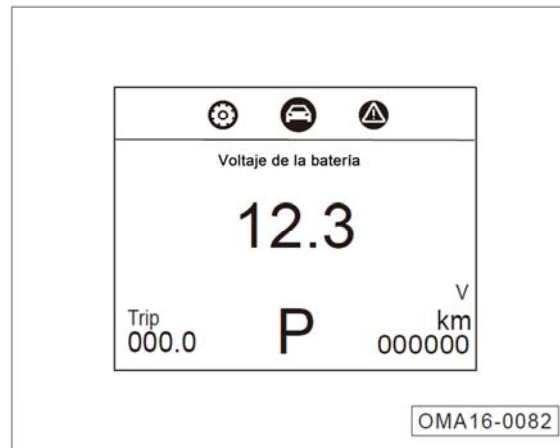 Voltaje de la batería
12.3
V
Trip
km
000.0
P
000000
OMA16-0082